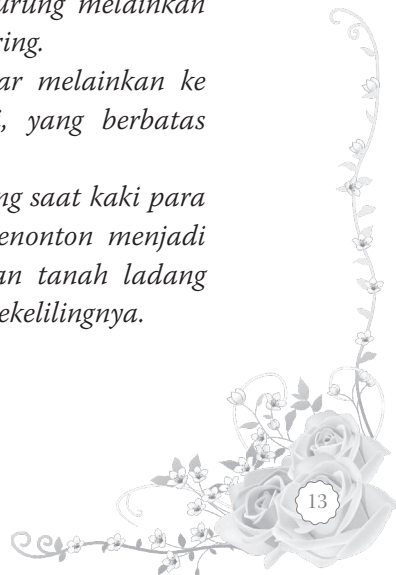 urung melainkan
ring.
ar melainkan ke
i, yang berbatas
ng saat kaki para
enonton menjadi
an tanah ladang
ekelilingnya.
13